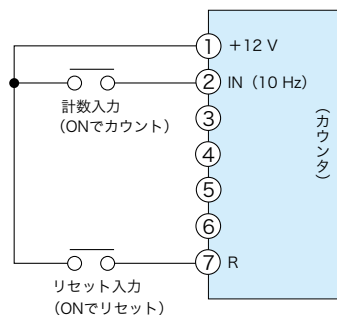 ① +12 V
② IN（10 Hz）
計数入力
（ONでカウント）
③
④
⑤
⑥
⑦ R
リセット入力
（ONでリセット）
（カウンタ）